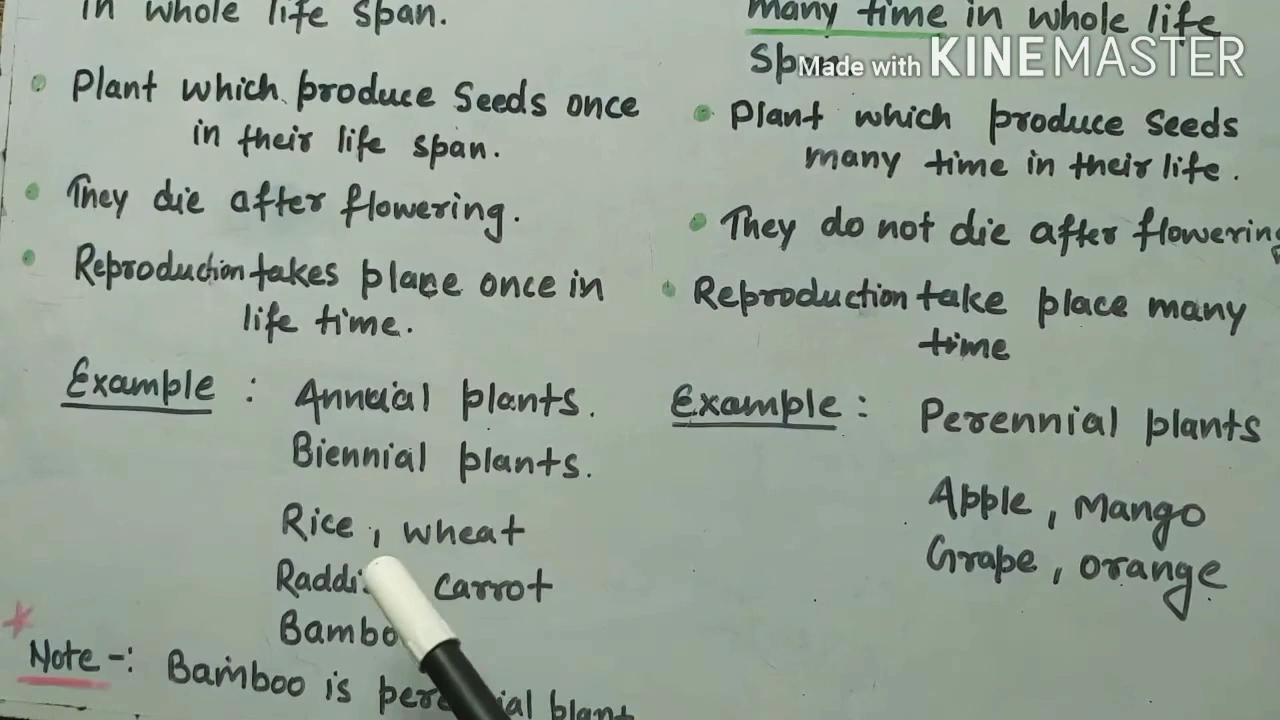 in whole life span.
Plant which produce Seeds once
in their life span.
They die after flowering.
Reproduction takes place once in
life time.
Example : Annual plants.
Biennial plants.
Rice , wheat
carrot
Note -: Bamboo is
plant
many time in whole life
Made with KINEMASTER
Plant which produce seeds
many time in their life.
They do not die after flowering
Reproduction take place many
time
Example : Perennial plants
Apple , Mango
Grape , orange